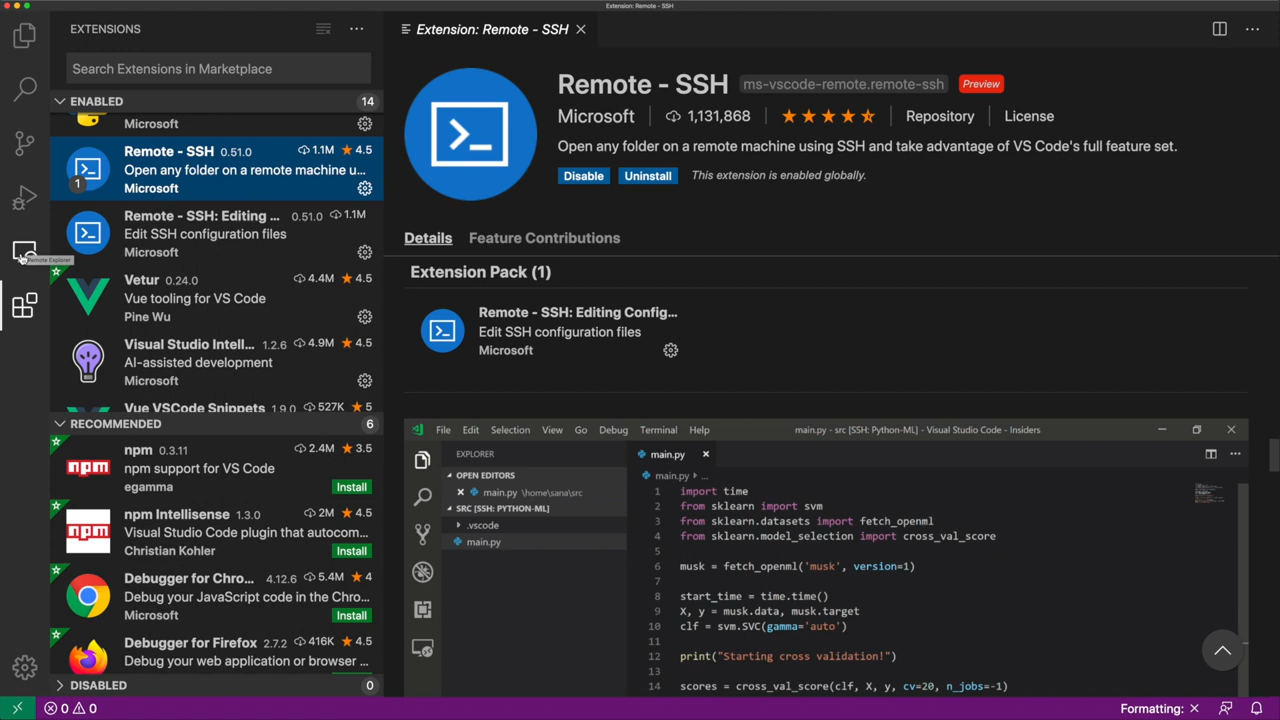 Extension: Remote - SSH
EXTENSIONS
Search Extensions in Marketplace
ENABLED 14
Microsoft
Remote - SSH 0.51.0 1.1M 4.5
Open any folder on a remote machine u...
Microsoft
1
Remote - SSH: Editing ... 0.51.0 1.1M
Edit SSH configuration files
Microsoft
Remote Explorer
Vetur 0.24.0 4.4M 4.5
Vue tooling for VS Code
Pine Wu
Visual Studio Intell... 1.2.6 4.9M 4.5
AI-assisted development
Microsoft
Vue VSCode Snippets 1.9.0 527K 5
RECOMMENDED 6
npm 0.3.11 2.4M 3.5
npm support for VS Code
egamma Install
npm Intellisense 1.3.0 2M 4.5
Visual Studio Code plugin that autocom...
Christian Kohler Install
Debugger for Chro... 4.12.6 5.4M 4
Debug your JavaScript code in the Chro...
Microsoft Install
Debugger for Firefox 2.7.2 416K 4.5
Debug your web application or browser ...
DISABLED 0
Extension: Remote - SSH
Remote - SSH ms-vscode-remote.remote-ssh Preview
Microsoft 1,131,868 Repository License
Open any folder on a remote machine using SSH and take advantage of VS Code's full feature set.
Disable Uninstall This extension is enabled globally.
Details Feature Contributions
Extension Pack (1)
Remote - SSH: Editing Config...
Edit SSH configuration files
Microsoft
File Edit Selection View Go Debug Terminal Help main.py - src [SSH: Python-ML] - Visual Studio Code - Insiders
EXPLORER
OPEN EDITORS
main.py \home\sana\src
SRC [SSH: PYTHON-ML]
.vscode
main.py
main.py
main.py > ...
1 import time
2 from sklearn import svm
3 from sklearn.datasets import fetch_openml
4 from sklearn.model_selection import cross_val_score
5
6 musk = fetch_openml('musk', version=1)
7
8 start_time = time.time()
9 X, y = musk.data, musk.target
10 clf = svm.SVC(gamma='auto')
11
12 print("Starting cross validation!")
13
14 scores = cross_val_score(clf, X, y, cv=20, n_jobs=-1)
0 0 Formatting: ×